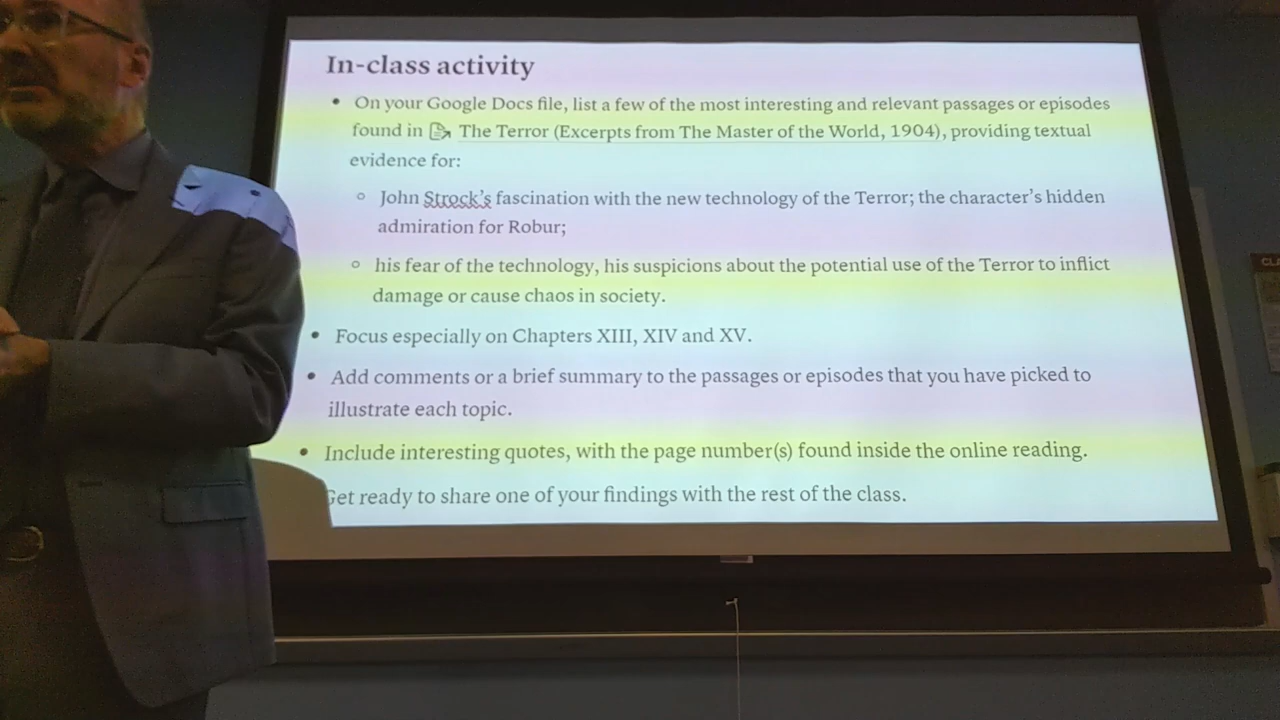 In-class activity
• On your Google Docs file, list a few of the most interesting and relevant passages or episodes
found in The Terror (Excerpts from The Master of the World, 1904), providing textual
evidence for:
○ John Strock's fascination with the new technology of the Terror; the character's hidden
admiration for Robur;
○ his fear of the technology, his suspicions about the potential use of the Terror to inflict
damage or cause chaos in society.
• Focus especially on Chapters XIII, XIV and XV.
• Add comments or a brief summary to the passages or episodes that you have picked to
illustrate each topic.
• Include interesting quotes, with the page number(s) found inside the online reading.
Get ready to share one of your findings with the rest of the class.